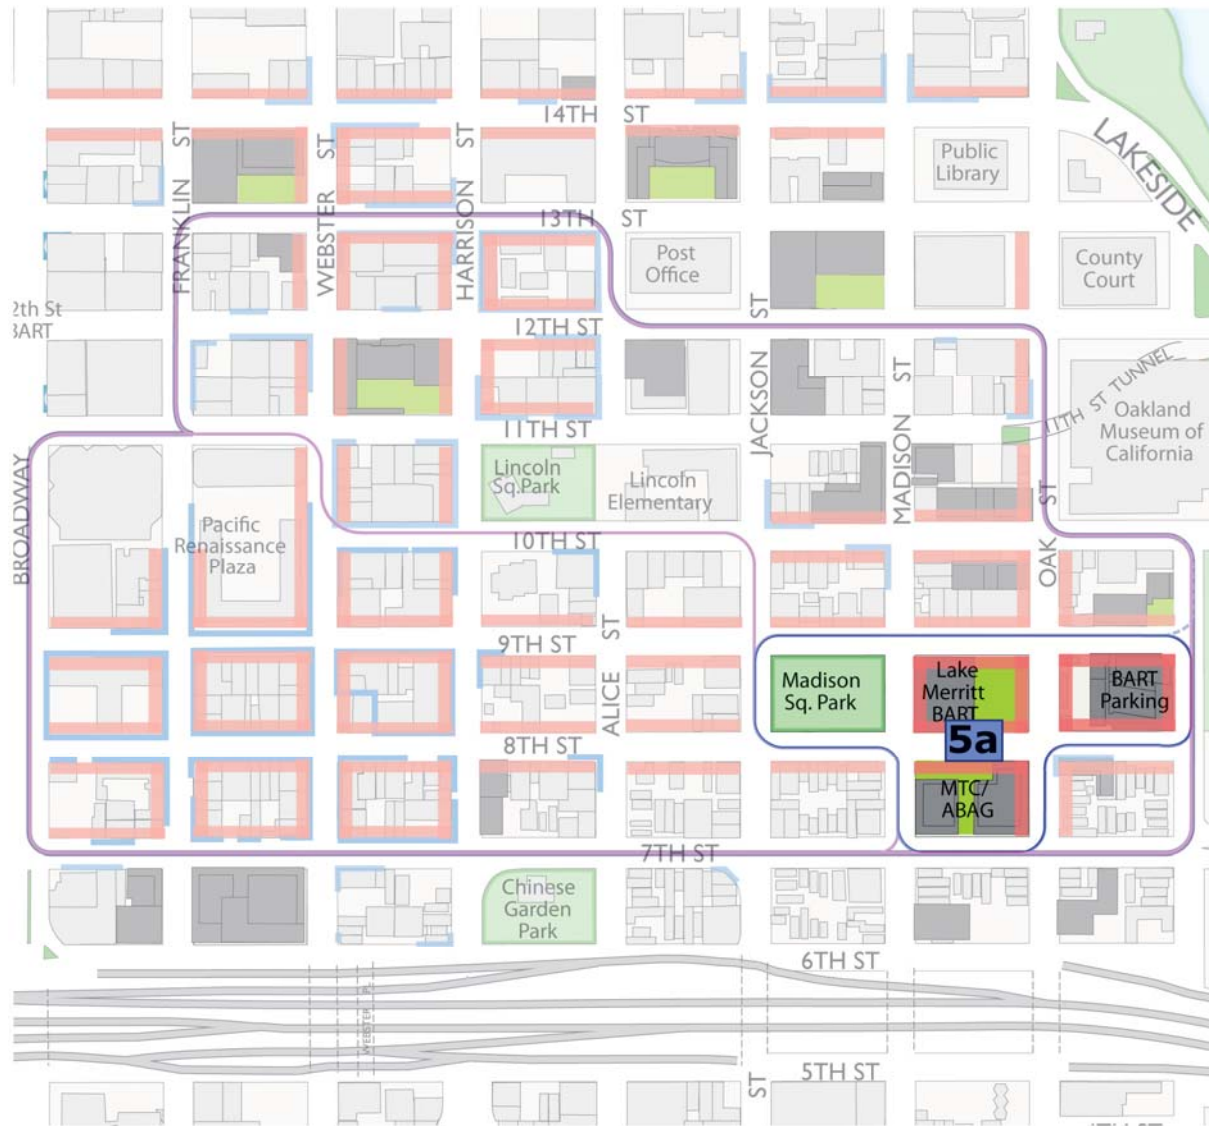 14TH ST
FRANKLIN ST
WEBSTER ST
HARRISON ST
Public
Library
LAKESIDE
13TH ST
Post
Office
County
Court
2th St
BART
12TH ST
JACKSON ST
MADISON ST
11TH ST TUNNEL
Oakland
Museum of
California
11TH ST
BROADWAY
Lincoln
Sq.Park
Lincoln
Elementary
OAK ST
Pacific
Renaissance
Plaza
10TH ST
9TH ST
ALICE ST
Madison
Sq. Park
Lake
Merritt
BART
BART
Parking
5a
8TH ST
MTC/
ABAG
7TH ST
Chinese
Garden
Park
6TH ST
WEBSTER PL
5TH ST
ST